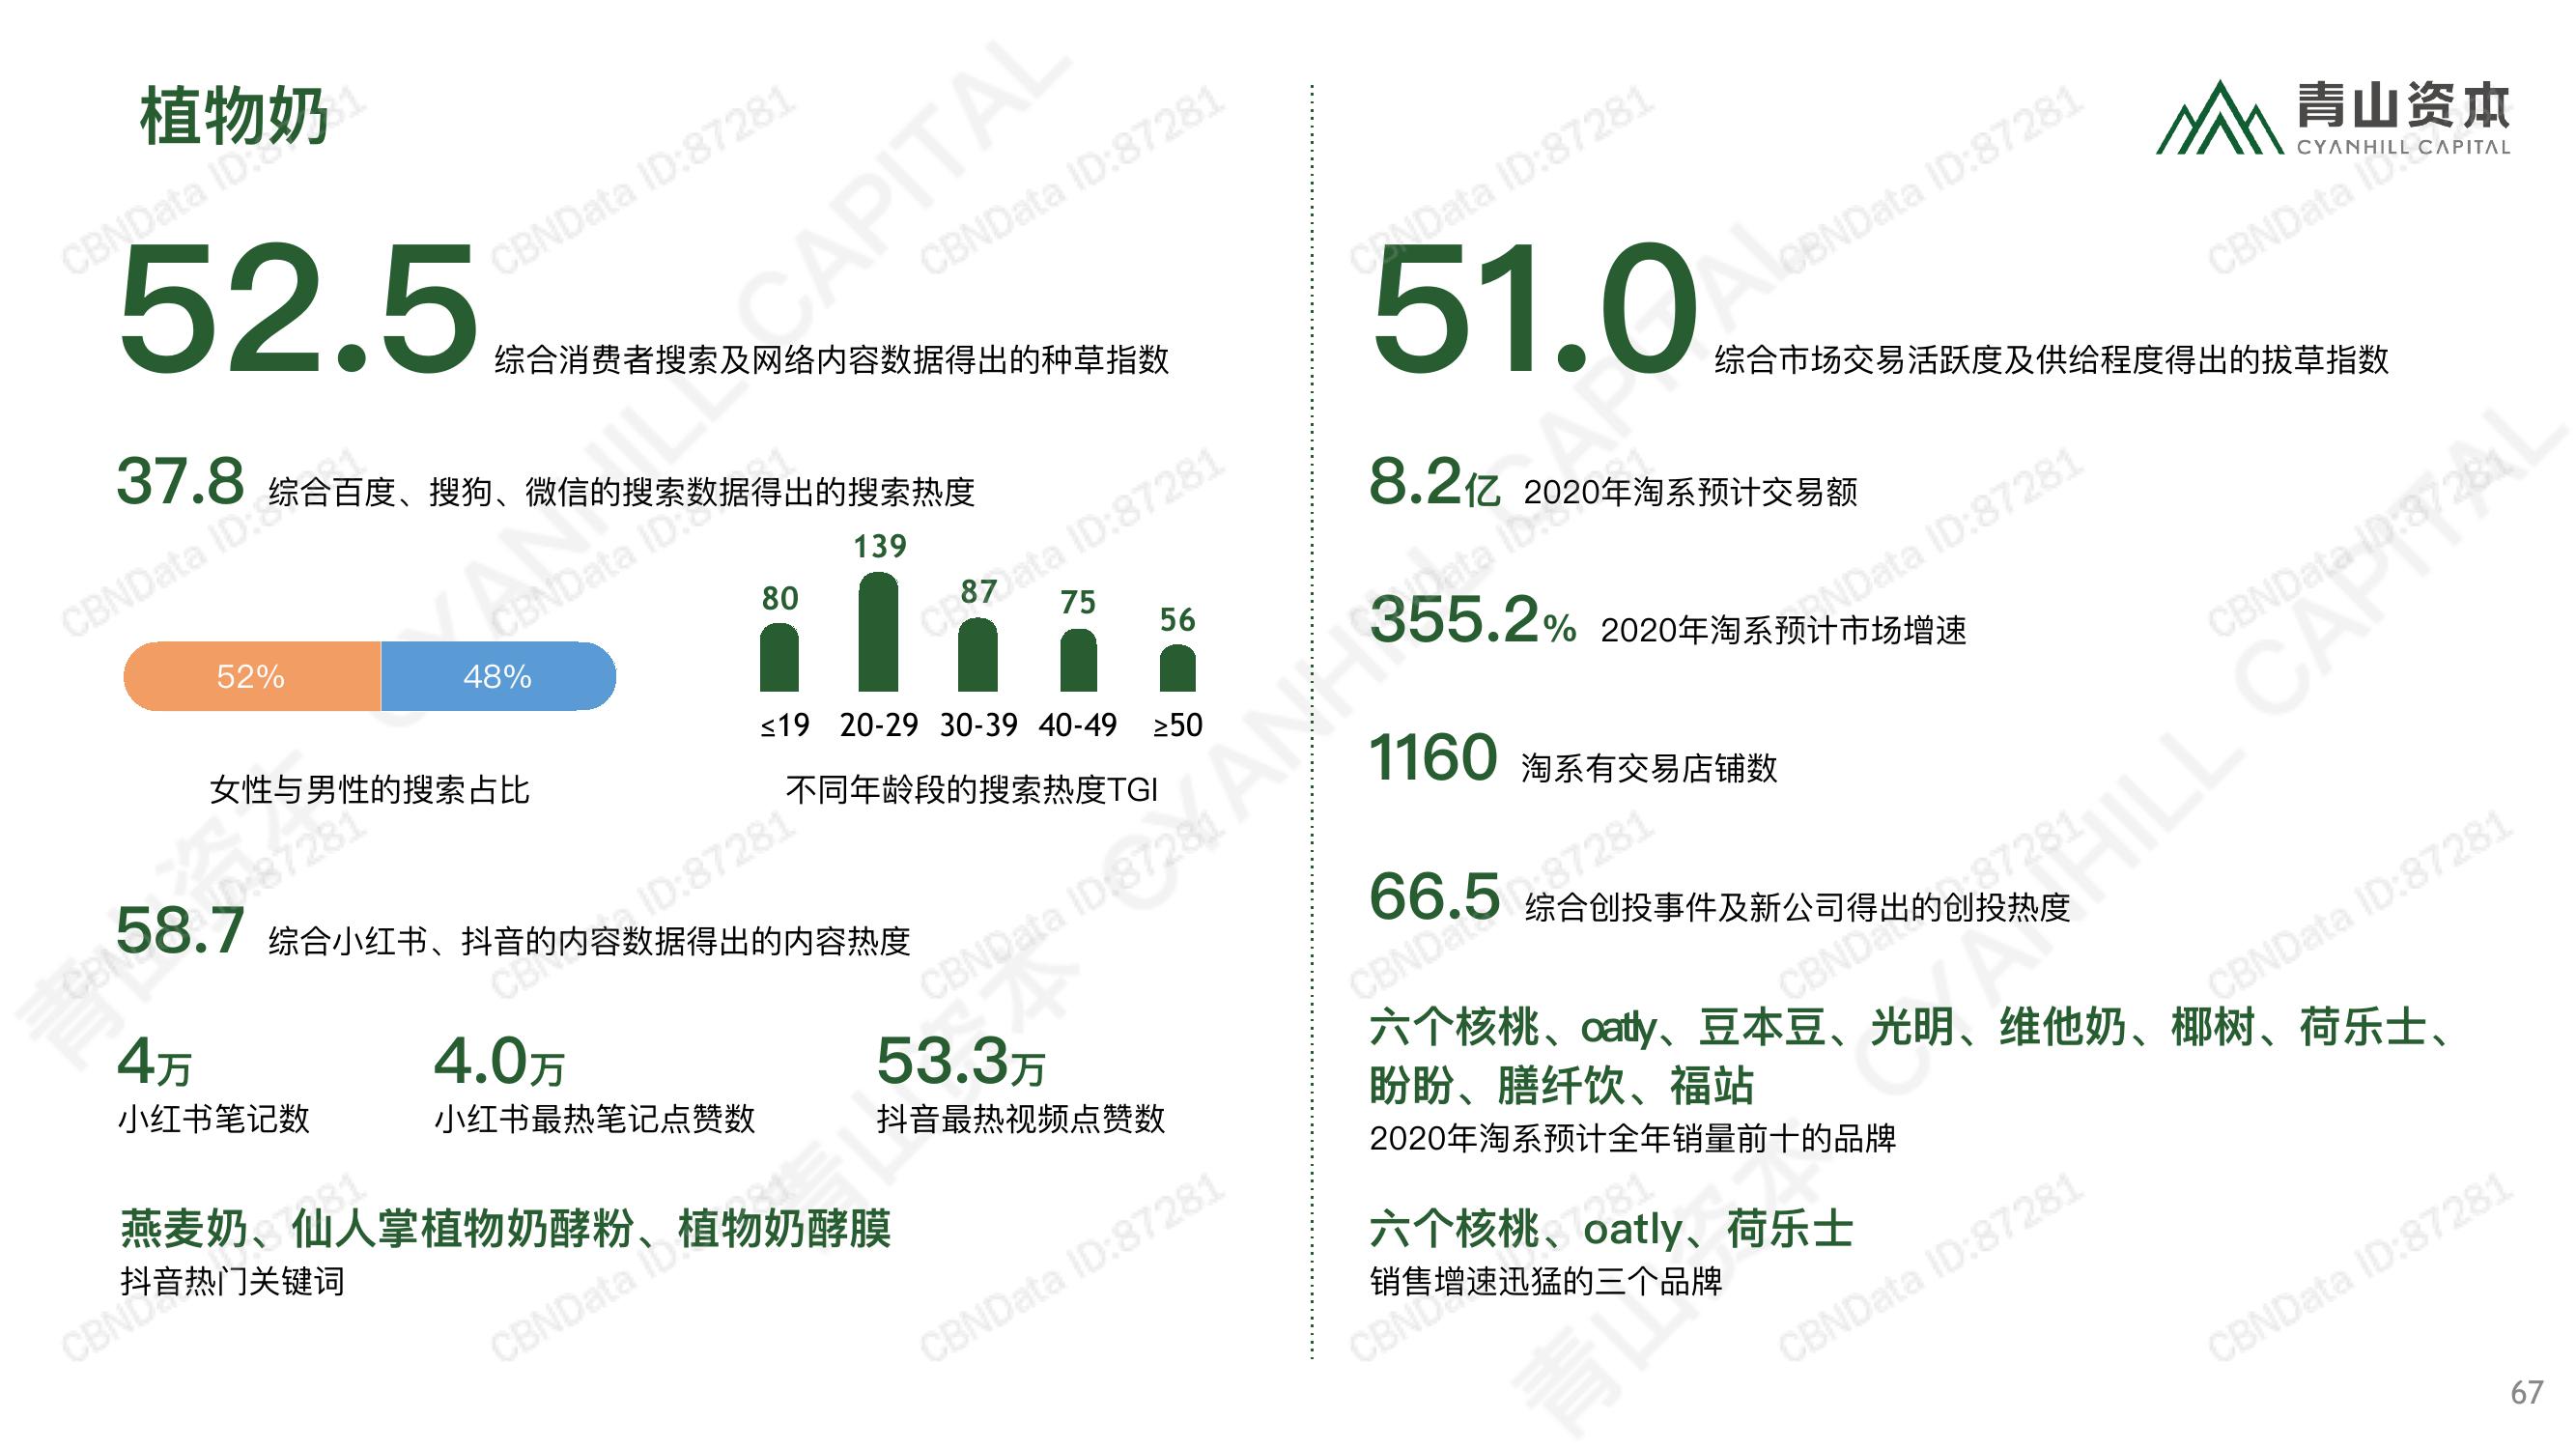 植物奶
青山资本
CYANHILL CAPITAL
52.5 综合消费者搜索及网络内容数据得出的种草指数
37.8 综合百度、搜狗、微信的搜索数据得出的搜索热度
52% 48%
女性与男性的搜索占比
80 139 87 75 56
≤19 20-29 30-39 40-49 ≥50
不同年龄段的搜索热度TGI
58.7 综合小红书、抖音的内容数据得出的内容热度
4万
小红书笔记数
4.0万
小红书最热笔记点赞数
53.3万
抖音最热视频点赞数
燕麦奶、仙人掌植物奶酵粉、植物奶酵膜
抖音热门关键词
51.0 综合市场交易活跃度及供给程度得出的拔草指数
8.2亿 2020年淘系预计交易额
355.2% 2020年淘系预计市场增速
1160 淘系有交易店铺数
66.5 综合创投事件及新公司得出的创投热度
六个核桃、oatly、豆本豆、光明、维他奶、椰树、荷乐士、
盼盼、膳纤饮、福站
2020年淘系预计全年销量前十的品牌
六个核桃、oatly、荷乐士
销售增速迅猛的三个品牌
67
CBNData ID:87281
青山资本 CYANHILL CAPITAL